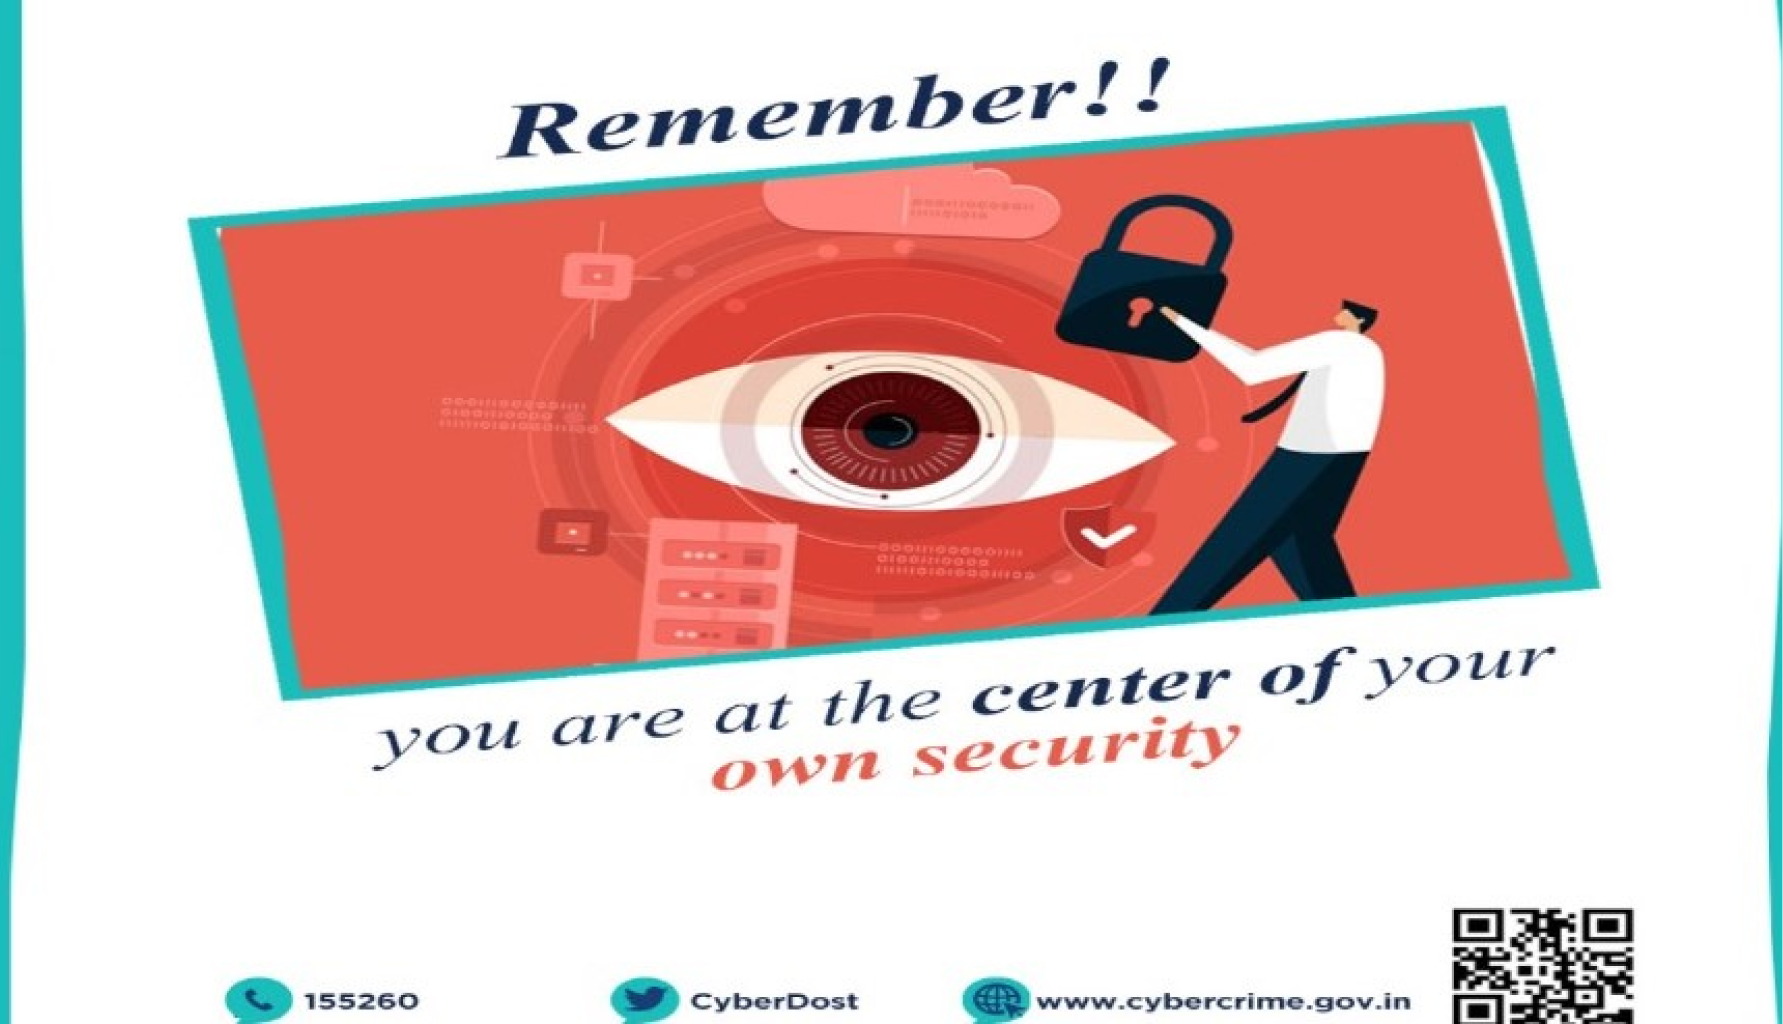 Remember!!
you are at the center of your
own security
155260
CyberDost
www.cybercrime.gov.in